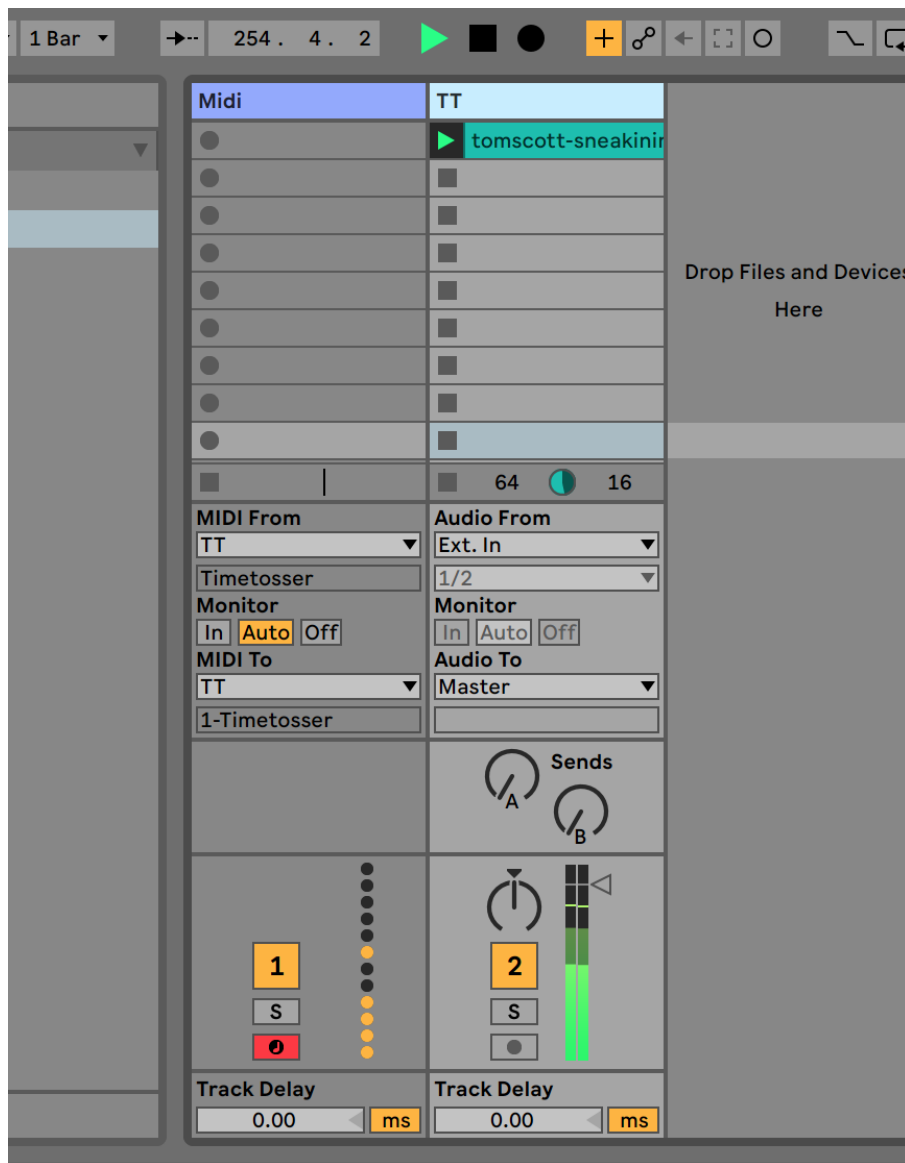 1 Bar
254. 4. 2
Midi
TT
tomscott-sneakinir
Drop Files and Devices
Here
64
16
MIDI From
TT
Timetosser
Monitor
In Auto Off
MIDI To
TT
1-Timetosser
Audio From
Ext. In
1/2
Monitor
In Auto Off
Audio To
Master
Sends
A
B
1
S
2
S
Track Delay
0.00 ms
Track Delay
0.00 ms